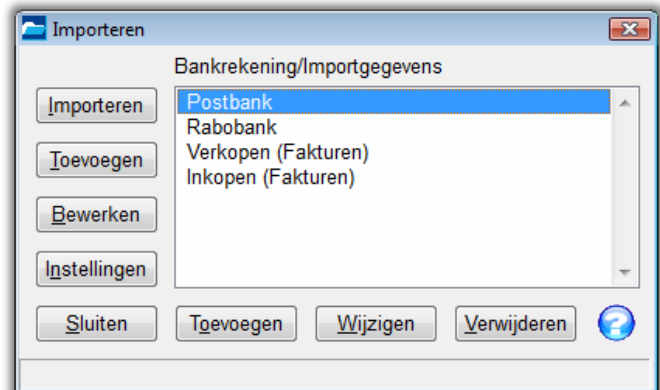 Importeren
Bankrekening/Importgegevens
Importeren
Toevoegen
Bewerken
Instellingen
Postbank
Rabobank
Verkopen (Fakturen)
Inkopen (Fakturen)
Sluiten Toevoegen Wijzigen Verwijderen ?